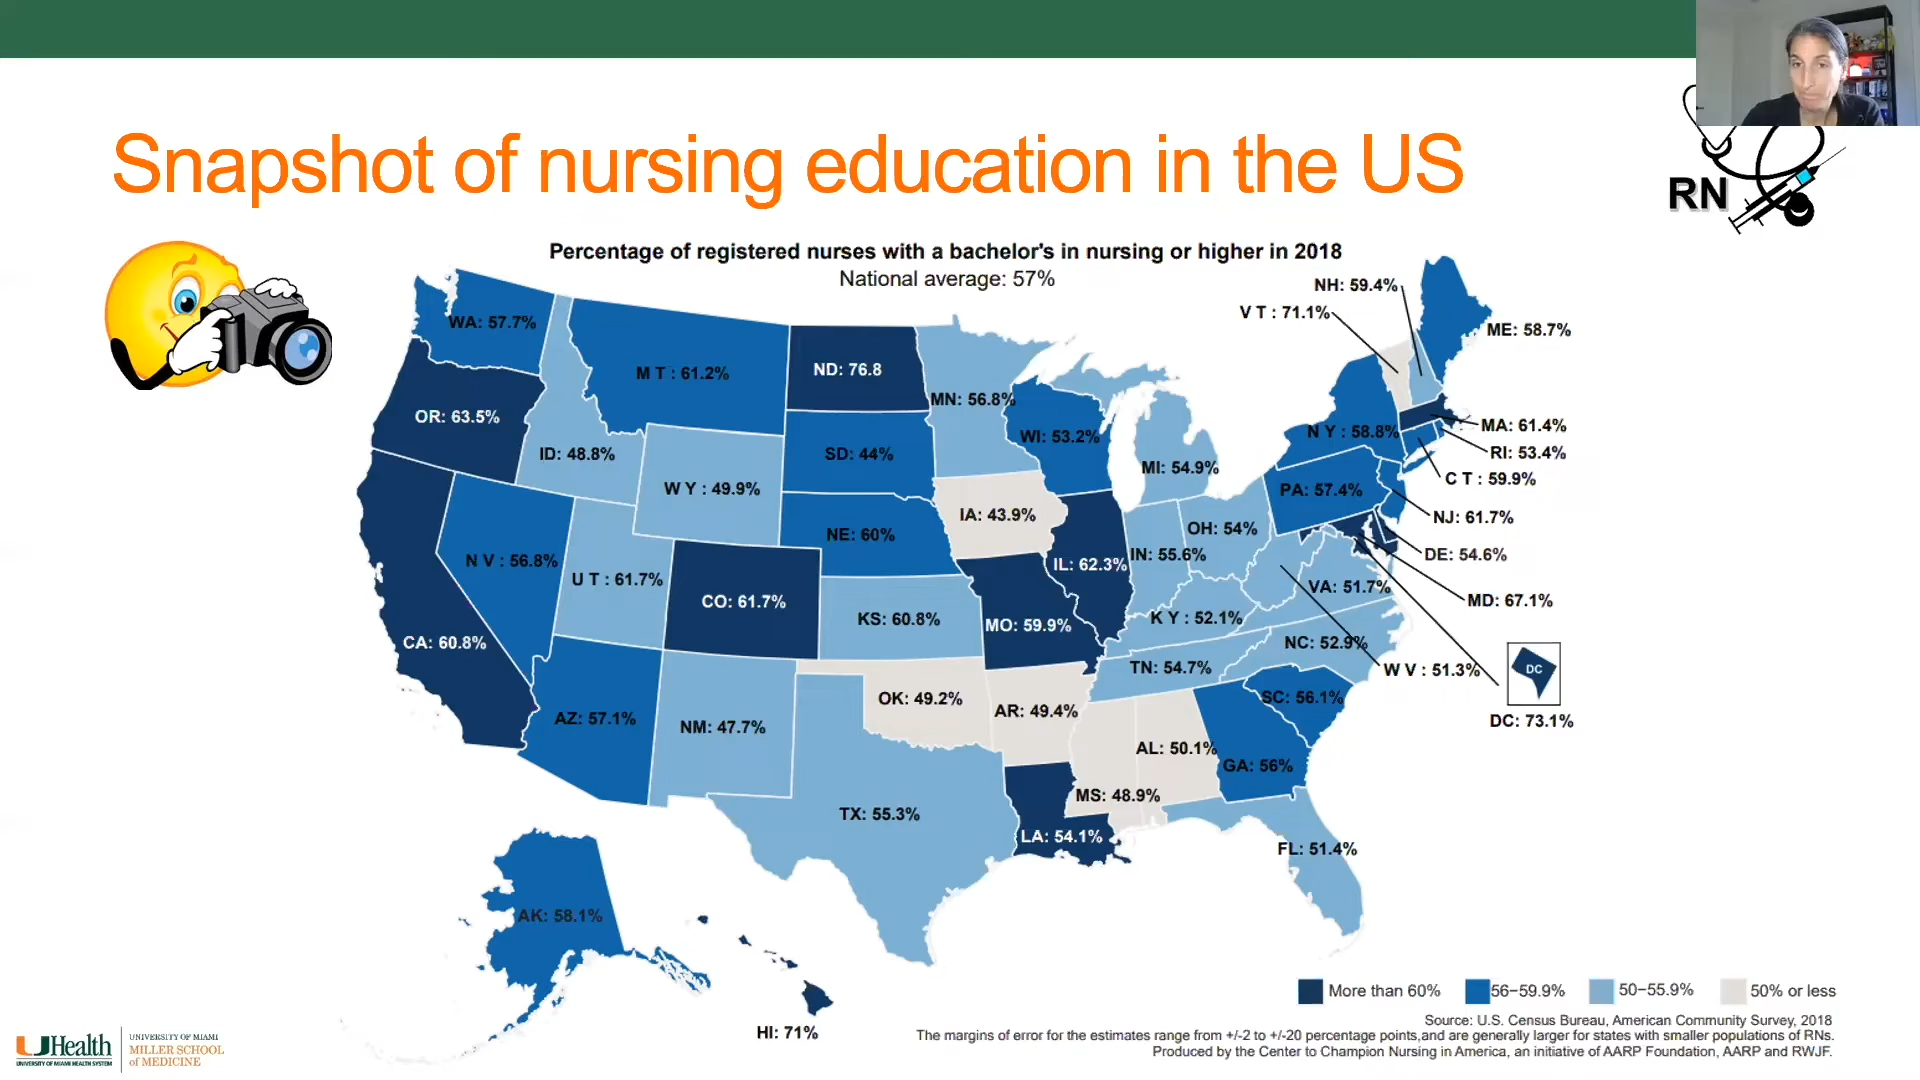 Snapshot of nursing education in the US
RN
Percentage of registered nurses with a bachelor's in nursing or higher in 2018
National average: 57%
NH: 59.4%
V T : 71.1%
WA: 57.7%
ME: 58.7%
M T : 61.2%
ND: 76.8
MN: 56.8%
OR: 63.5%
MA: 61.4%
N Y : 58.8%
WI: 53.2%
ID: 48.8%
SD: 44%
RI: 53.4%
MI: 54.9%
C T : 59.9%
W Y : 49.9%
PA: 57.4%
IA: 43.9%
NJ: 61.7%
OH: 54%
NE: 60%
IN: 55.6%
DE: 54.6%
N V : 56.8%
IL: 62.3%
U T : 61.7%
VA: 51.7%
CO: 61.7%
MD: 67.1%
KS: 60.8%
K Y : 52.1%
MO: 59.9%
CA: 60.8%
NC: 52.9%
TN: 54.7%
W V : 51.3%
DC
OK: 49.2%
SC: 56.1%
AR: 49.4%
AZ: 57.1%
DC: 73.1%
NM: 47.7%
AL: 50.1%
GA: 56%
MS: 48.9%
TX: 55.3%
LA: 54.1%
FL: 51.4%
AK: 58.1%
HI: 71%
More than 60%
56–59.9%
50–55.9%
50% or less
Source: U.S. Census Bureau, American Community Survey, 2018
The margins of error for the estimates range from +/-2 to +/-20 percentage points,and are generally larger for states with smaller populations of RNs.
Produced by the Center to Champion Nursing in America, an initiative of AARP Foundation, AARP and RWJF.
UHealth
UNIVERSITY OF MIAMI HEALTH SYSTEM
UNIVERSITY OF MIAMI
MILLER SCHOOL
of MEDICINE